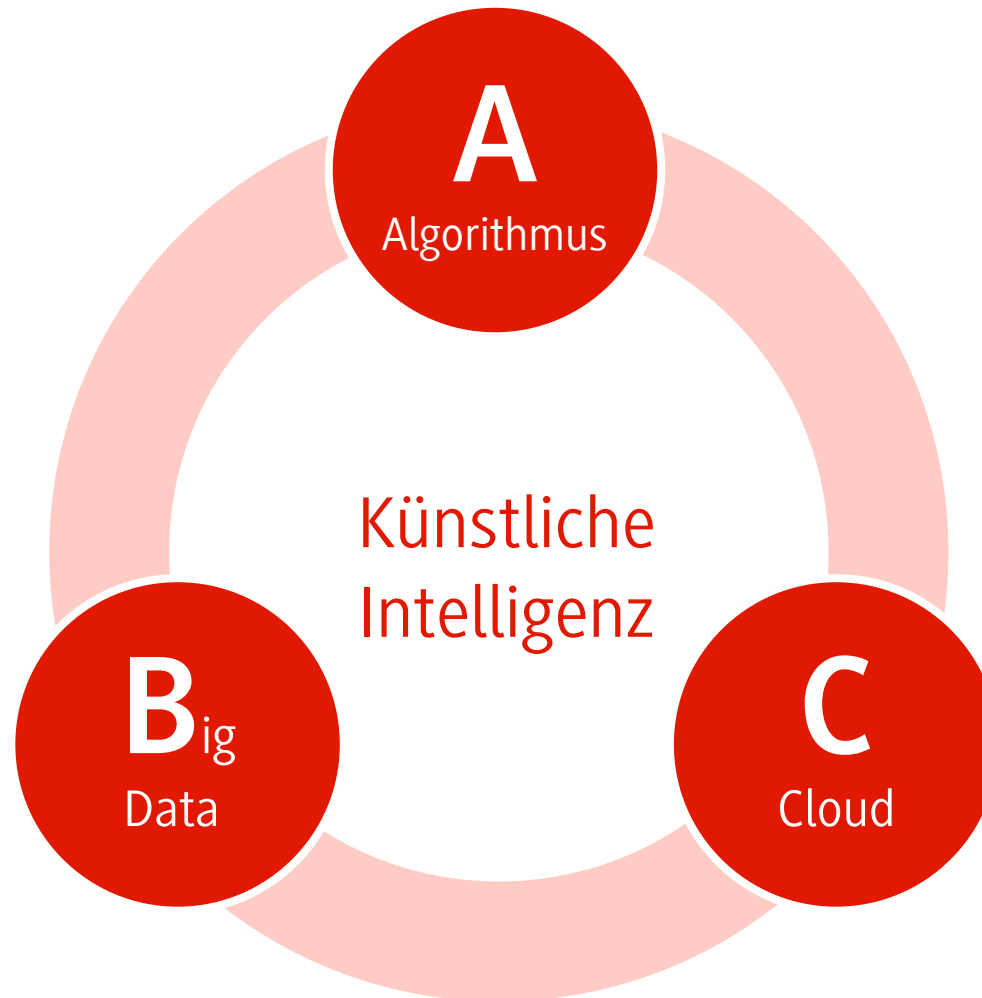 A
Algorithmus
Künstliche
Intelligenz
Big
Data
C
Cloud